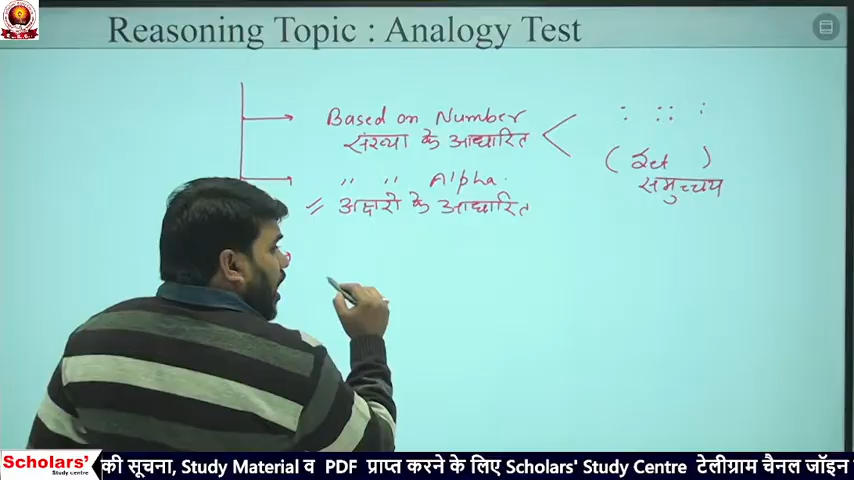 Reasoning Topic : Analogy Test
Based on Number
संख्या के आधारित
: :: :
(Set)
समुच्चय
" " Alpha.
अक्षरो के आधारित
Scholars'
Study centre
की सूचना, Study Material व PDF प्राप्त करने के लिए Scholars' Study Centre टेलीग्राम चैनल जॉइन